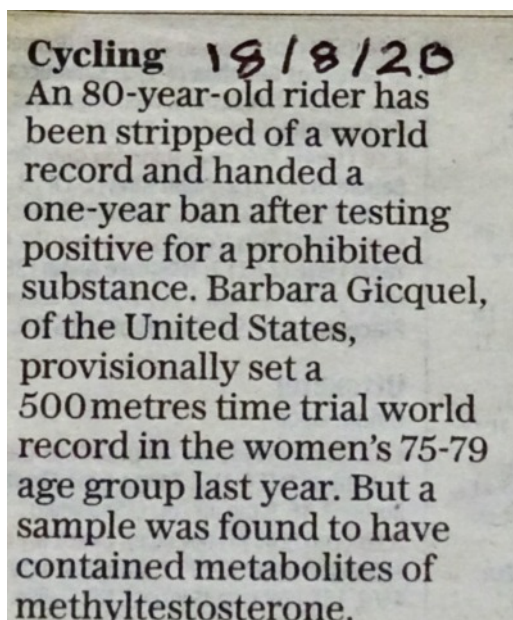 Cycling 18/8/20
An 80-year-old rider has
been stripped of a world
record and handed a
one-year ban after testing
positive for a prohibited
substance. Barbara Gicquel,
of the United States,
provisionally set a
500metres time trial world
record in the women's 75-79
age group last year. But a
sample was found to have
contained metabolites of
methyltestosterone.